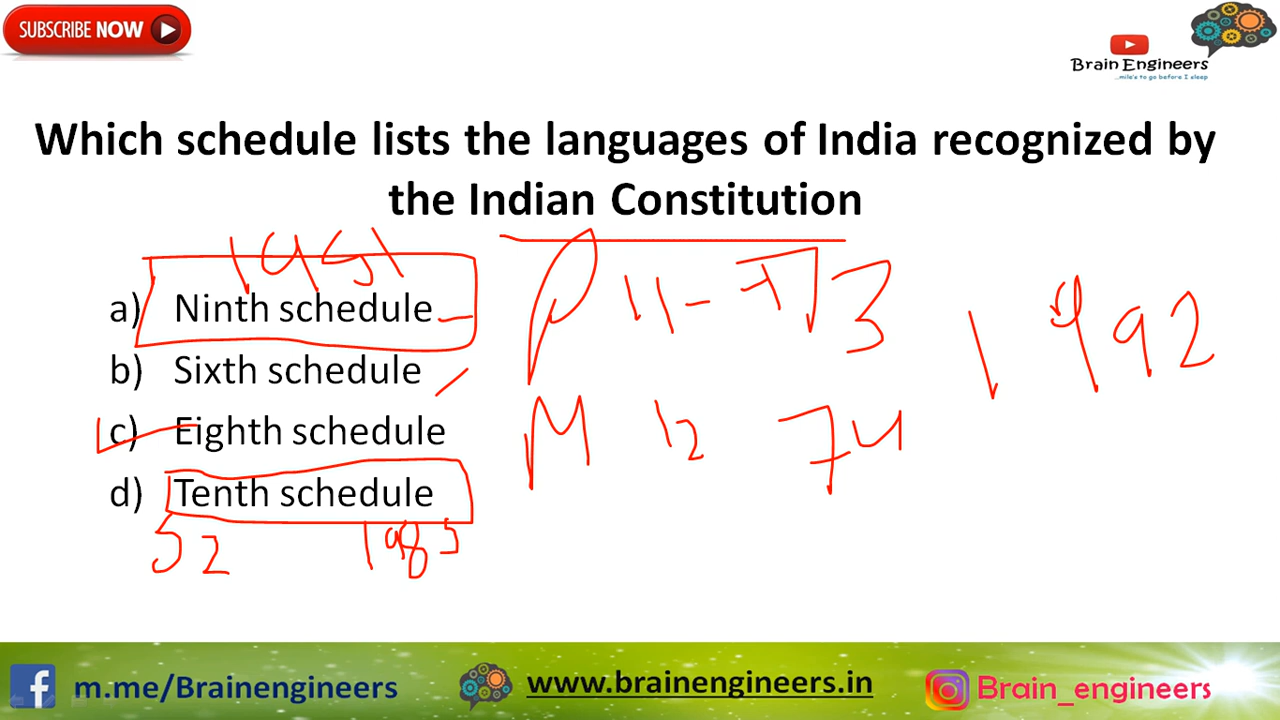 SUBSCRIBE NOW
Brain Engineers
...mile's to go before I sleep
Which schedule lists the languages of India recognized by
the Indian Constitution
1951
a) Ninth schedule
b) Sixth schedule
c) Eighth schedule
d) Tenth schedule
52 1985
P 11 - 73, 1992
M 12 74
m.me/Brainengineers
www.brainengineers.in
Brain_engineers